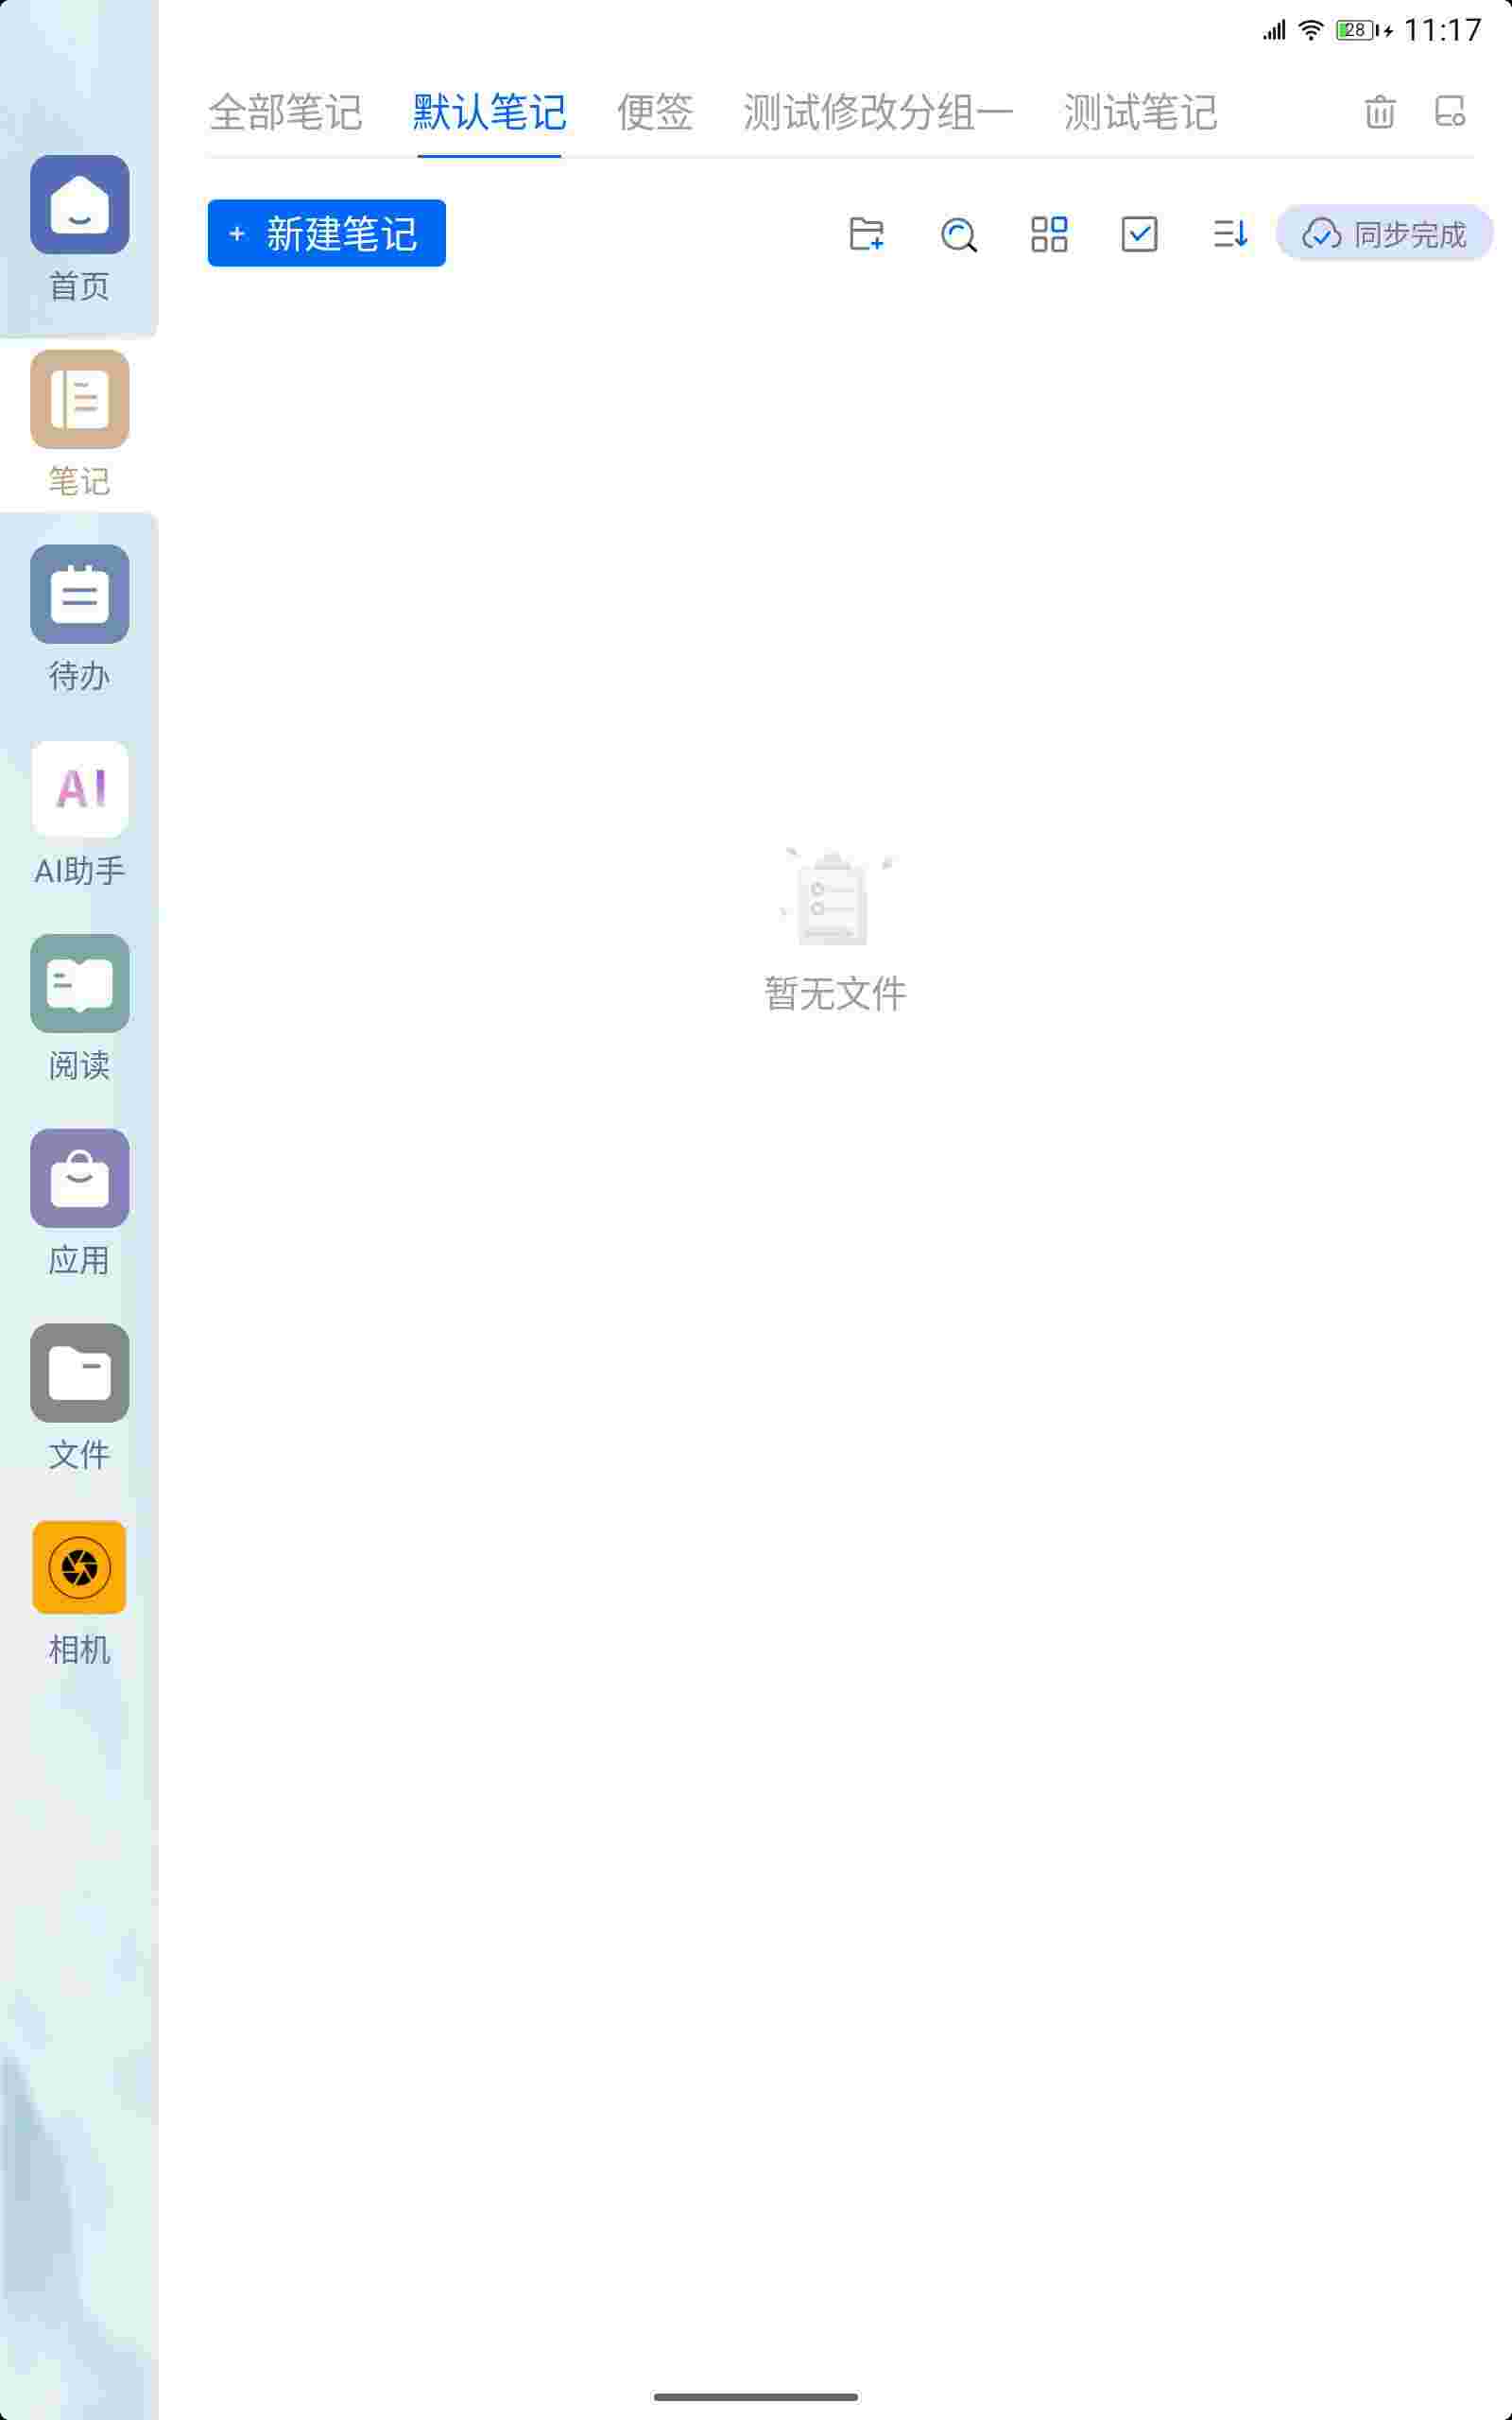 28 11:17
全部笔记 默认笔记 便签 测试修改分组一 测试笔记
+ 新建笔记 同步完成
首页
笔记
待办
AI
AI助手
阅读
应用
文件
相机
暂无文件